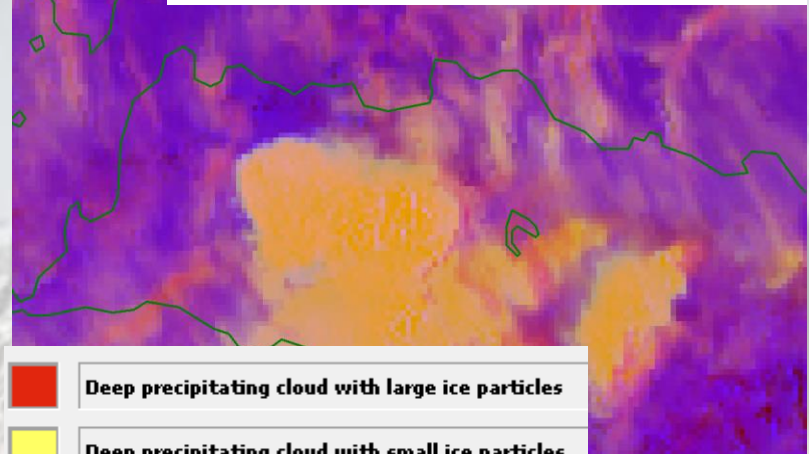 Deep precipitating cloud with large ice particles
Deep precipitating cloud with small ice particles